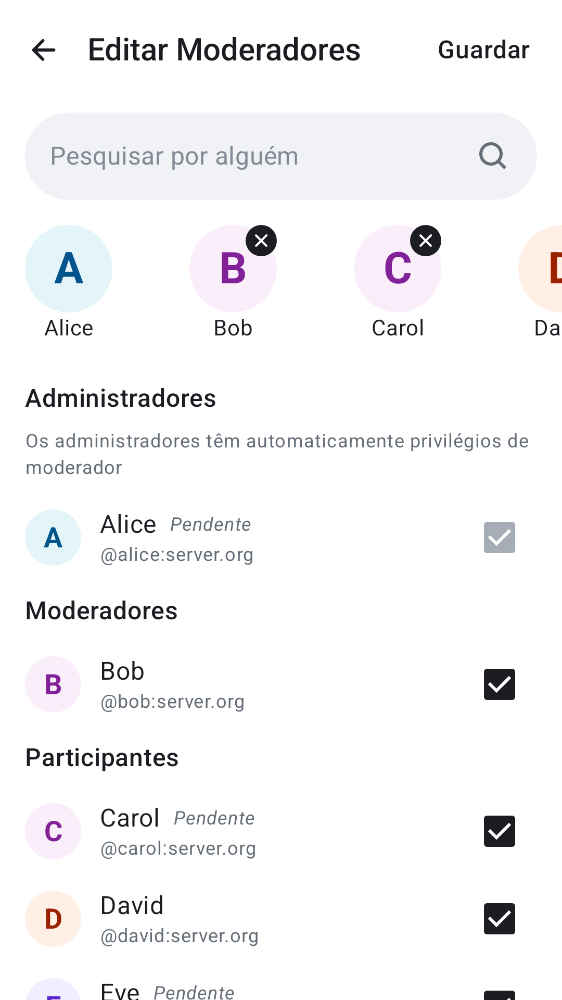 Editar Moderadores
Guardar
Pesquisar por alguém
A
B
C
D
Alice
Bob
Carol
Da
Administradores
Os administradores têm automaticamente privilégios de
moderador
A
Alice Pendente
@alice:server.org
Moderadores
B
Bob
@bob:server.org
Participantes
C
Carol Pendente
@carol:server.org
D
David
@david:server.org
E
Eve Pendente